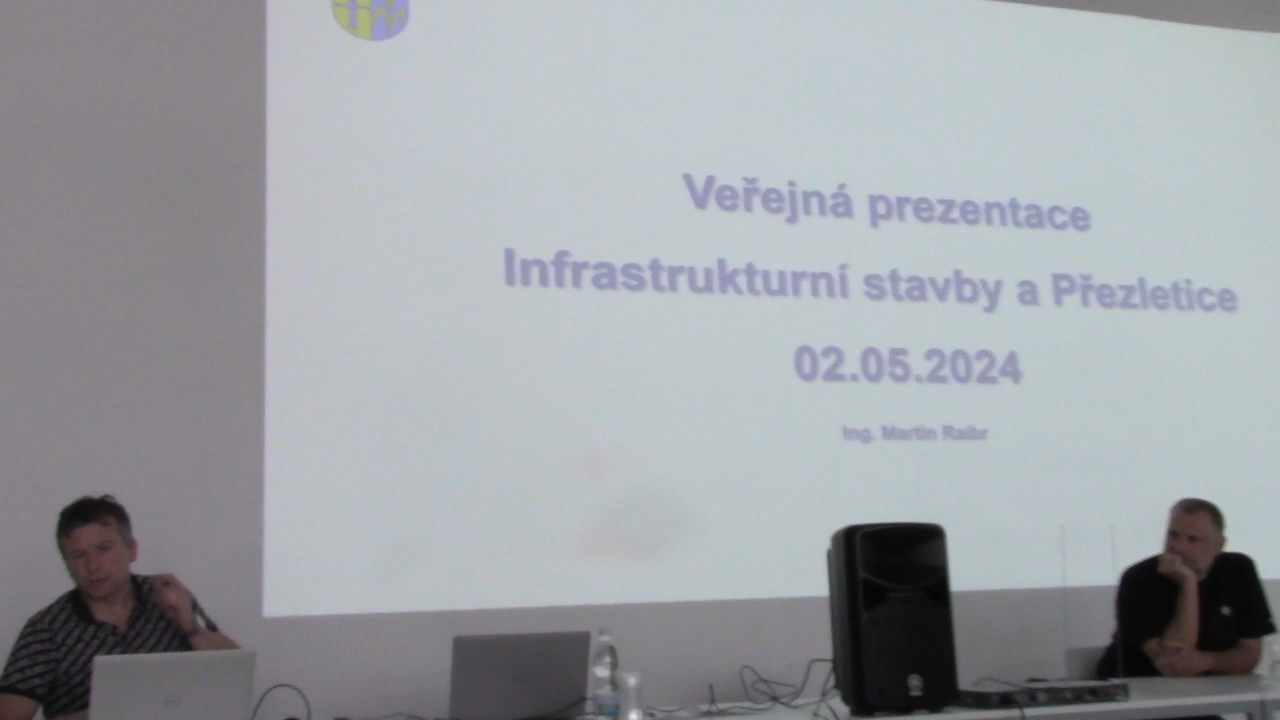 Veřejná prezentace
Infrastrukturní stavby a Přezletice
02.05.2024
Ing. Martin Raibr